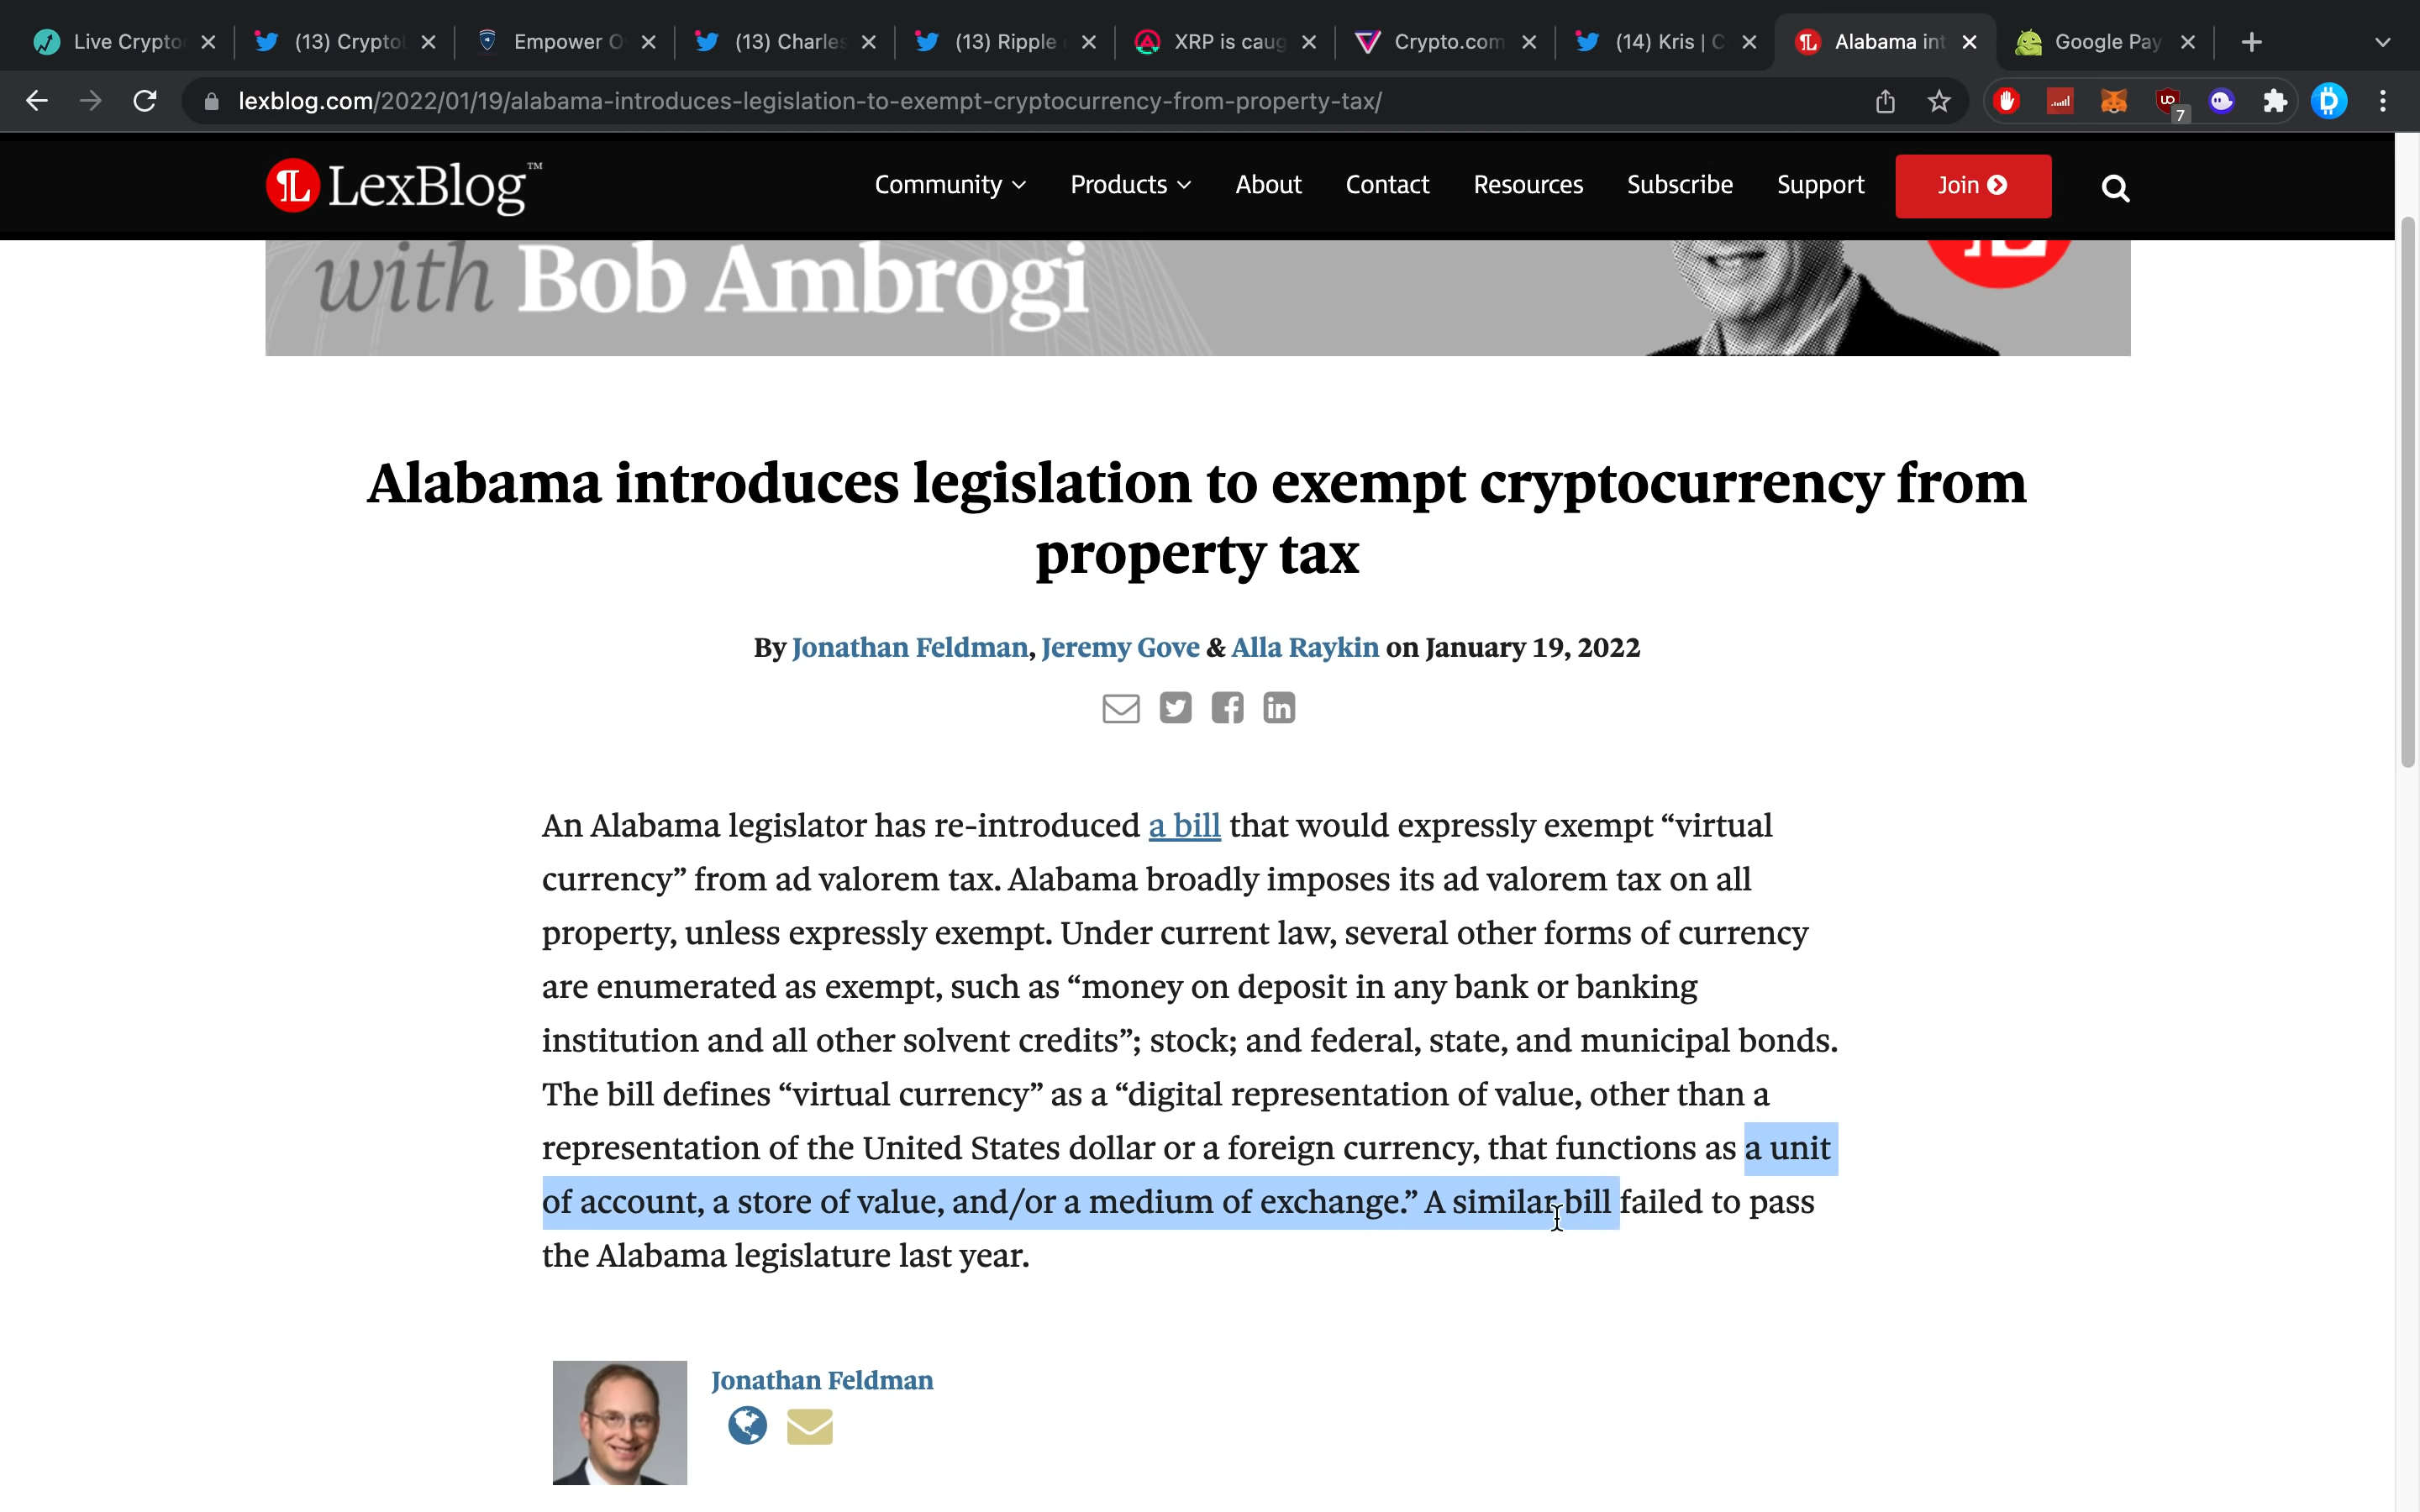 Live Crypto
(13) Crypto
Empower O
(13) Charles
(13) Ripple
XRP is caug
Crypto.com
(14) Kris | C
Alabama int
Google Pay
lexblog.com/2022/01/19/alabama-introduces-legislation-to-exempt-cryptocurrency-from-property-tax/
7
LexBlog™
Community
Products
About
Contact
Resources
Subscribe
Support
Join
with Bob Ambrogi
Alabama introduces legislation to exempt cryptocurrency from
property tax
By Jonathan Feldman, Jeremy Gove & Alla Raykin on January 19, 2022
An Alabama legislator has re-introduced a bill that would expressly exempt “virtual
currency” from ad valorem tax. Alabama broadly imposes its ad valorem tax on all
property, unless expressly exempt. Under current law, several other forms of currency
are enumerated as exempt, such as “money on deposit in any bank or banking
institution and all other solvent credits”; stock; and federal, state, and municipal bonds.
The bill defines “virtual currency” as a “digital representation of value, other than a
representation of the United States dollar or a foreign currency, that functions as a unit
of account, a store of value, and/or a medium of exchange.” A similar bill failed to pass
the Alabama legislature last year.
Jonathan Feldman